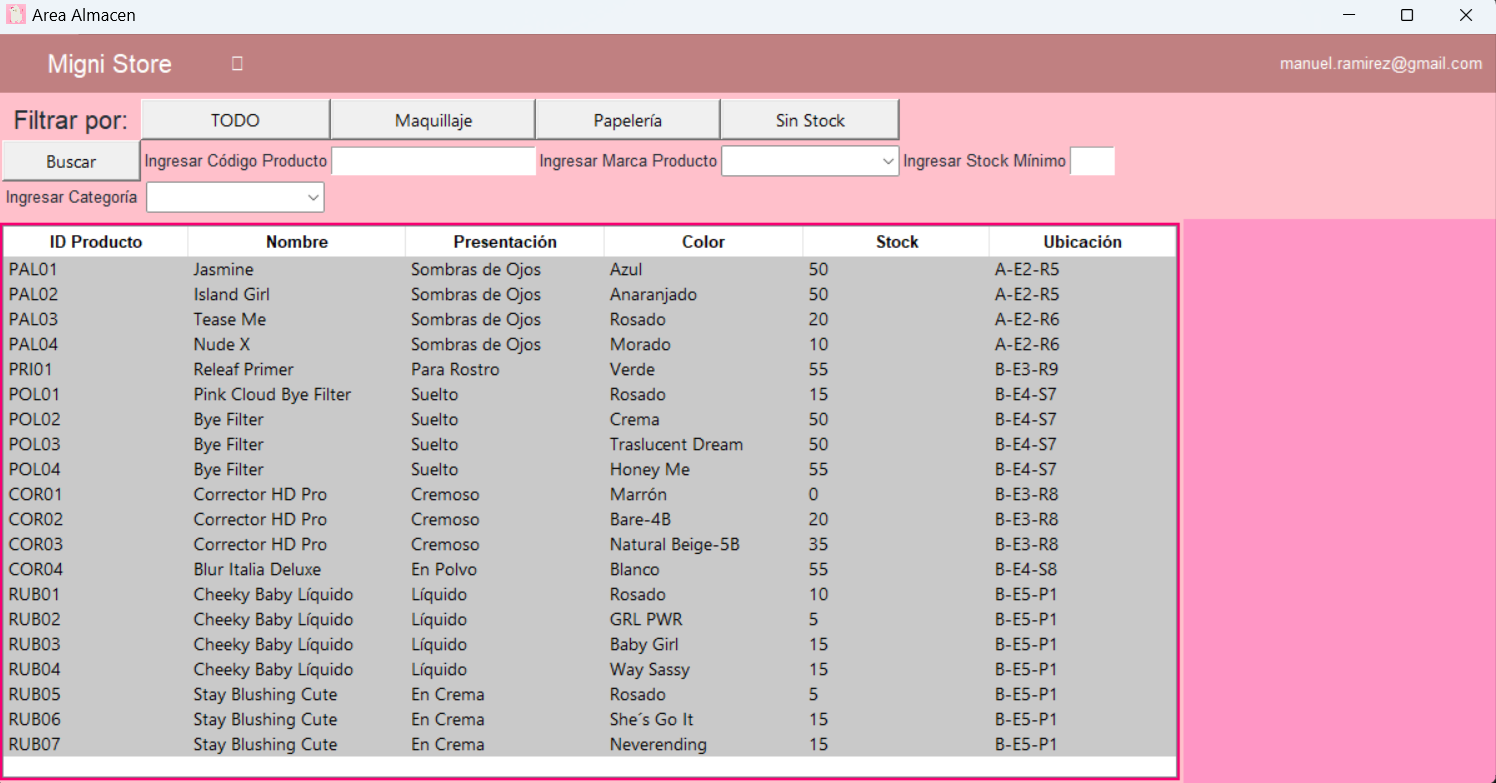 Area Almacen
Migni Store manuel.ramirez@gmail.com
Filtrar por: TODO Maquillaje Papelería Sin Stock
Buscar Ingresar Código Producto Ingresar Marca Producto Ingresar Stock Mínimo
Ingresar Categoría
ID Producto Nombre Presentación Color Stock Ubicación
PAL01 Jasmine Sombras de Ojos Azul 50 A-E2-R5
PAL02 Island Girl Sombras de Ojos Anaranjado 50 A-E2-R5
PAL03 Tease Me Sombras de Ojos Rosado 20 A-E2-R6
PAL04 Nude X Sombras de Ojos Morado 10 A-E2-R6
PRI01 Releaf Primer Para Rostro Verde 55 B-E3-R9
POL01 Pink Cloud Bye Filter Suelto Rosado 15 B-E4-S7
POL02 Bye Filter Suelto Crema 50 B-E4-S7
POL03 Bye Filter Suelto Traslucent Dream 50 B-E4-S7
POL04 Bye Filter Suelto Honey Me 55 B-E4-S7
COR01 Corrector HD Pro Cremoso Marrón 0 B-E3-R8
COR02 Corrector HD Pro Cremoso Bare-4B 20 B-E3-R8
COR03 Corrector HD Pro Cremoso Natural Beige-5B 35 B-E3-R8
COR04 Blur Italia Deluxe En Polvo Blanco 55 B-E4-S8
RUB01 Cheeky Baby Líquido Líquido Rosado 10 B-E5-P1
RUB02 Cheeky Baby Líquido Líquido GRL PWR 5 B-E5-P1
RUB03 Cheeky Baby Líquido Líquido Baby Girl 15 B-E5-P1
RUB04 Cheeky Baby Líquido Líquido Way Sassy 15 B-E5-P1
RUB05 Stay Blushing Cute En Crema Rosado 5 B-E5-P1
RUB06 Stay Blushing Cute En Crema She´s Go It 15 B-E5-P1
RUB07 Stay Blushing Cute En Crema Neverending 15 B-E5-P1